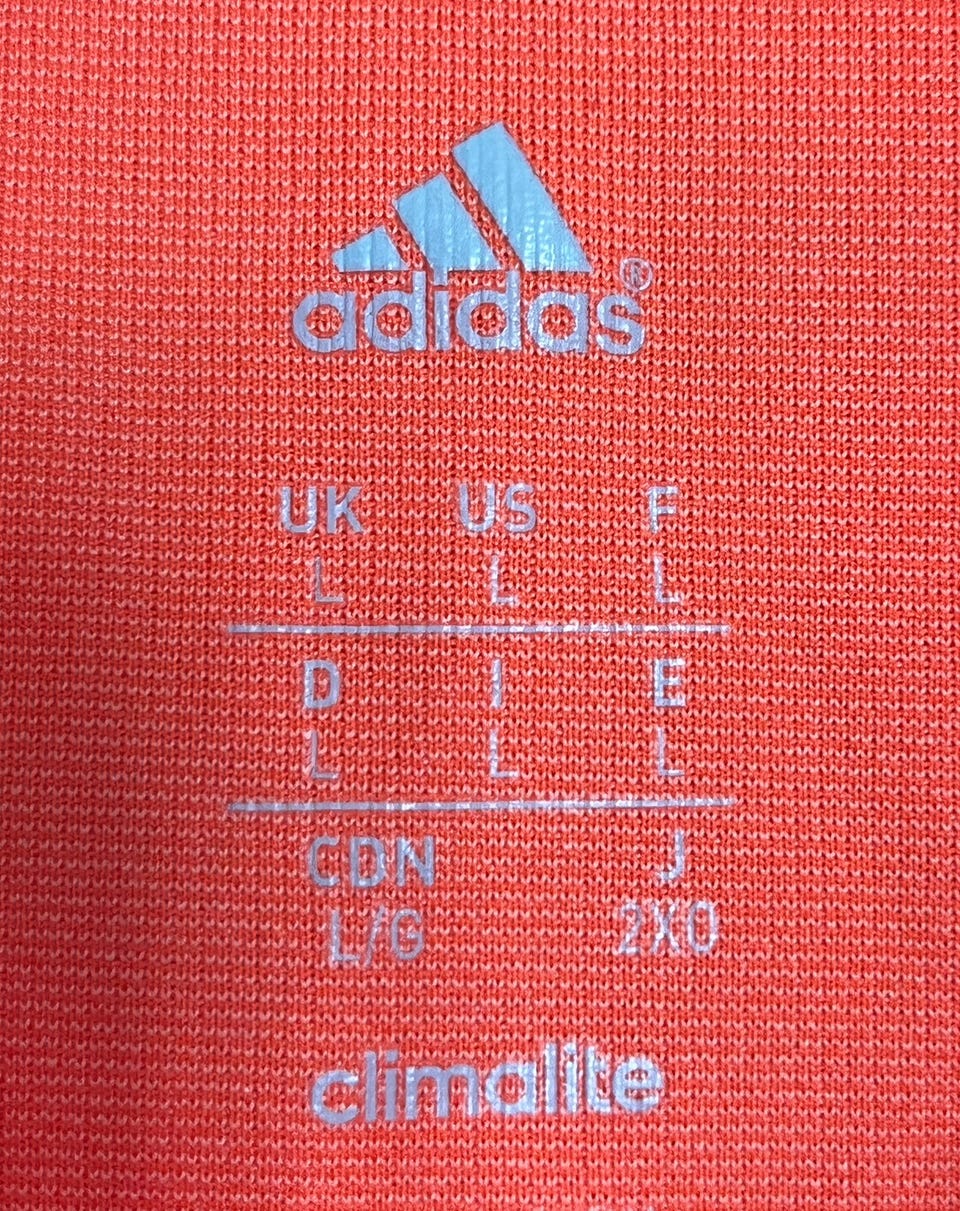 adidas®
UK US F
L L L
D I E
L L L
CDN J
L/G 2XO
climalite